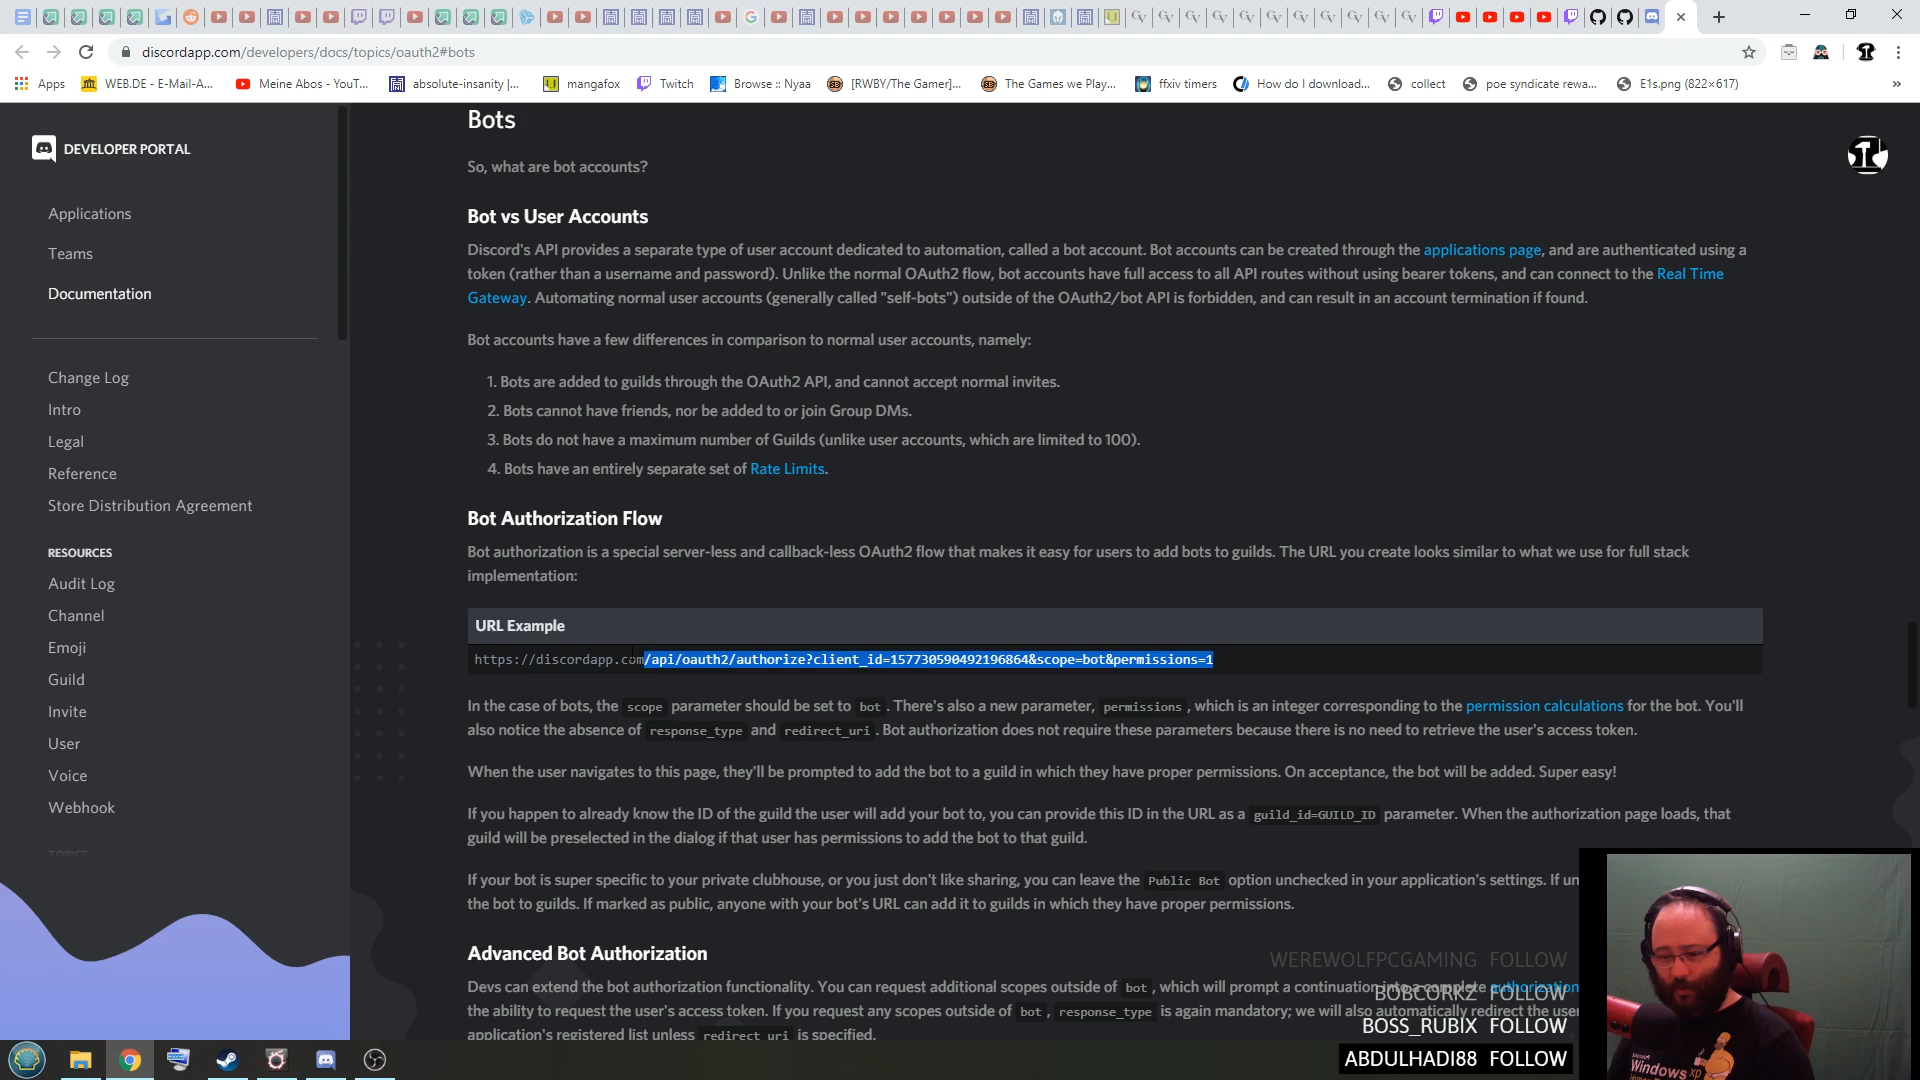 discordapp.com/developers/docs/topics/oauth2#bots
Apps
WEB.DE - E-Mail-A...
Meine Abos - YouT...
absolute-insanity |...
mangafox
Twitch
Browse :: Nyaa
[RWBY/The Gamer]...
The Games we Play...
ffxiv timers
How do I download...
collect
poe syndicate rewa...
E1s.png (822×617)
»
DEVELOPER PORTAL
Applications
Teams
Documentation
Change Log
Intro
Legal
Reference
Store Distribution Agreement
RESOURCES
Audit Log
Channel
Emoji
Guild
Invite
User
Voice
Webhook
TOPICS
Bots
So, what are bot accounts?
Bot vs User Accounts
Discord's API provides a separate type of user account dedicated to automation, called a bot account. Bot accounts can be created through the applications page, and are authenticated using a
token (rather than a username and password). Unlike the normal OAuth2 flow, bot accounts have full access to all API routes without using bearer tokens, and can connect to the Real Time
Gateway. Automating normal user accounts (generally called "self-bots") outside of the OAuth2/bot API is forbidden, and can result in an account termination if found.
Bot accounts have a few differences in comparison to normal user accounts, namely:
1. Bots are added to guilds through the OAuth2 API, and cannot accept normal invites.
2. Bots cannot have friends, nor be added to or join Group DMs.
3. Bots do not have a maximum number of Guilds (unlike user accounts, which are limited to 100).
4. Bots have an entirely separate set of Rate Limits.
Bot Authorization Flow
Bot authorization is a special server-less and callback-less OAuth2 flow that makes it easy for users to add bots to guilds. The URL you create looks similar to what we use for full stack
implementation:
URL Example
https://discordapp.com/api/oauth2/authorize?client_id=157730590492196864&scope=bot&permissions=1
In the case of bots, the scope parameter should be set to bot. There's also a new parameter, permissions, which is an integer corresponding to the permission calculations for the bot. You'll
also notice the absence of response_type and redirect_uri. Bot authorization does not require these parameters because there is no need to retrieve the user's access token.
When the user navigates to this page, they'll be prompted to add the bot to a guild in which they have proper permissions. On acceptance, the bot will be added. Super easy!
If you happen to already know the ID of the guild the user will add your bot to, you can provide this ID in the URL as a guild_id=GUILD_ID parameter. When the authorization page loads, that
guild will be preselected in the dialog if that user has permissions to add the bot to that guild.
If your bot is super specific to your private clubhouse, or you just don't like sharing, you can leave the Public Bot option unchecked in your application's settings. If un
the bot to guilds. If marked as public, anyone with your bot's URL can add it to guilds in which they have proper permissions.
Advanced Bot Authorization
Devs can extend the bot authorization functionality. You can request additional scopes outside of bot, which will prompt a continuation into a complete authorization
the ability to request the user's access token. If you request any scopes outside of bot, response_type is again mandatory; we will also automatically redirect the user
application's registered list unless redirect_uri is specified.
WEREWOLFPCGAMING FOLLOW
BOBCORKZ FOLLOW
BOSS_RUBIX FOLLOW
ABDULHADI88 FOLLOW
Microsoft
Windows xp